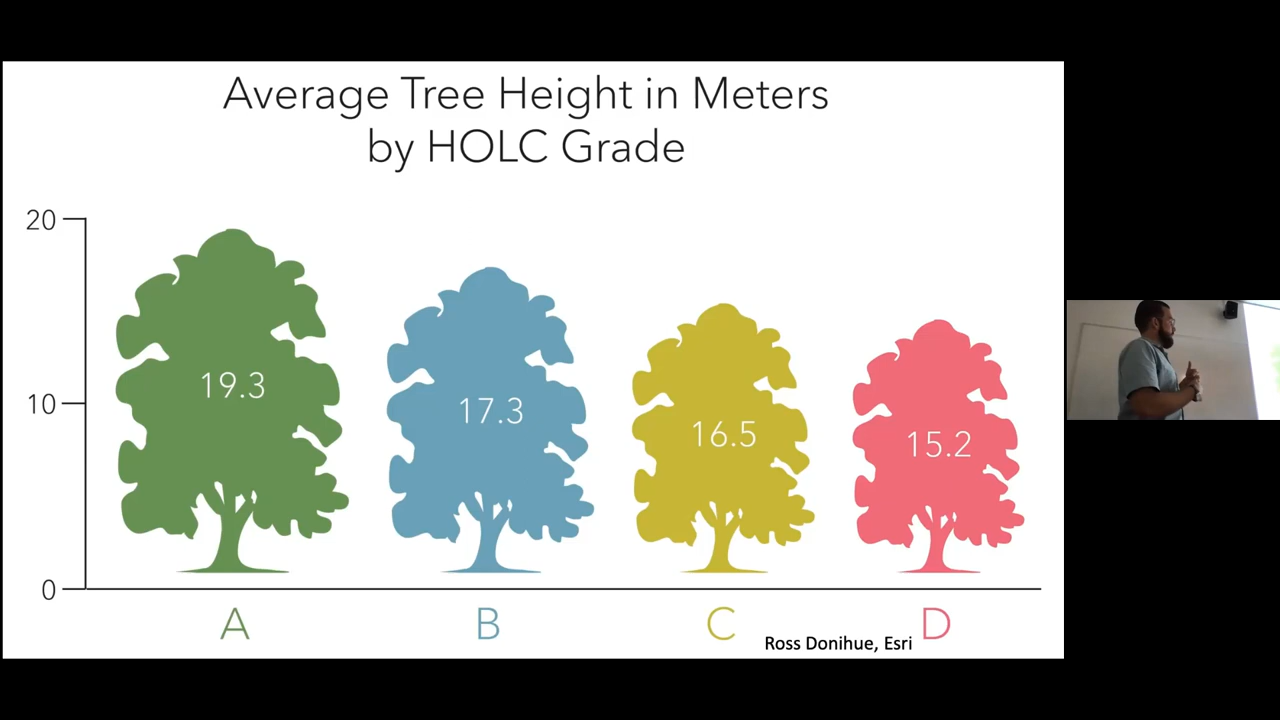 Average Tree Height in Meters
by HOLC Grade
20
10
0
19.3
17.3
16.5
15.2
A
B
C
D
Ross Donihue, Esri